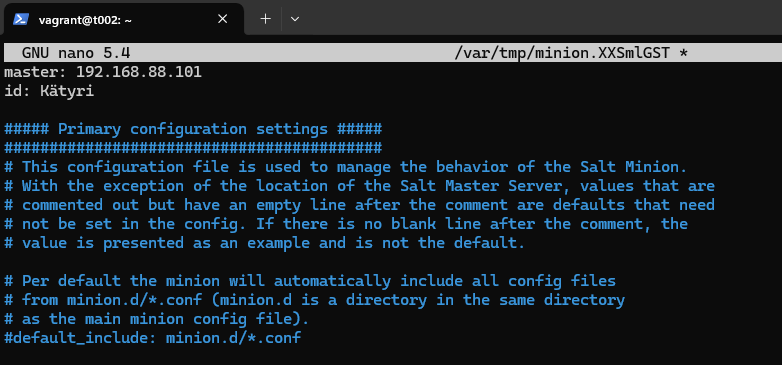 vagrant@t002: ~
GNU nano 5.4 /var/tmp/minion.XXSmlGST *
master: 192.168.88.101
id: Kätyri
##### Primary configuration settings #####
##########################################
# This configuration file is used to manage the behavior of the Salt Minion.
# With the exception of the location of the Salt Master Server, values that are
# commented out but have an empty line after the comment are defaults that need
# not be set in the config. If there is no blank line after the comment, the
# value is presented as an example and is not the default.
# Per default the minion will automatically include all config files
# from minion.d/*.conf (minion.d is a directory in the same directory
# as the main minion config file).
#default_include: minion.d/*.conf